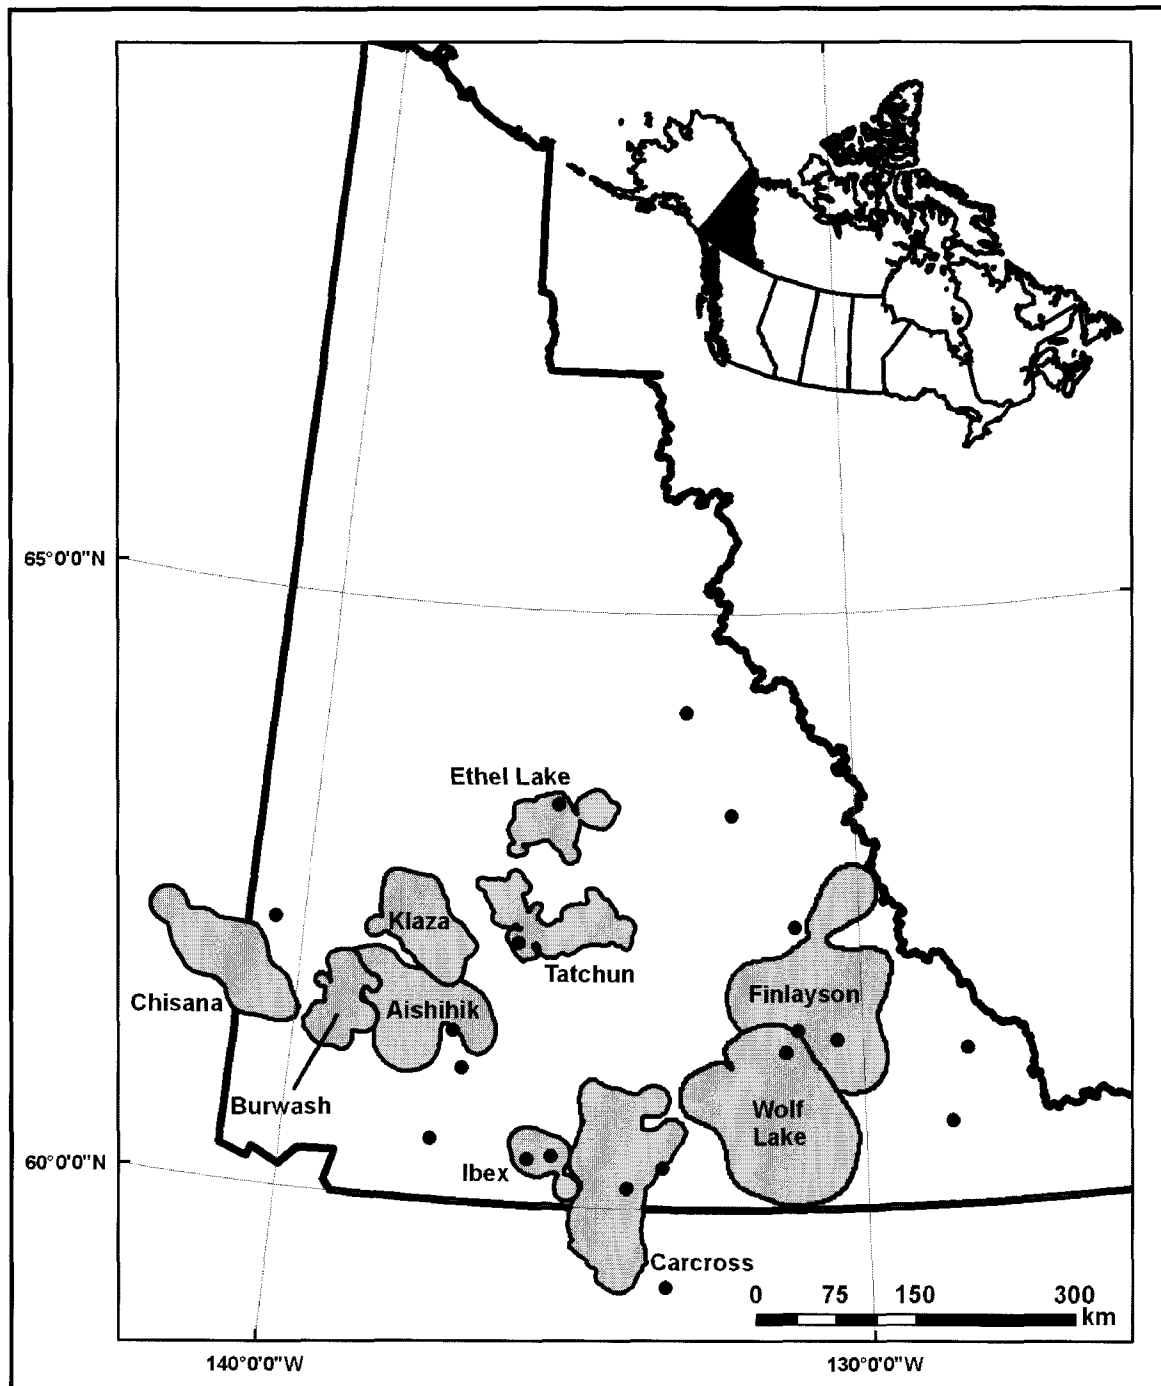 65°0'0"N
Ethel Lake
Klaza
Tatchun
Chisana
Aishihik
Finlayson
Burwash
Wolf
Lake
60°0'0"N
Ibex
Carcross
0 75 150 300
km
140°0'0"W
130°0'0"W